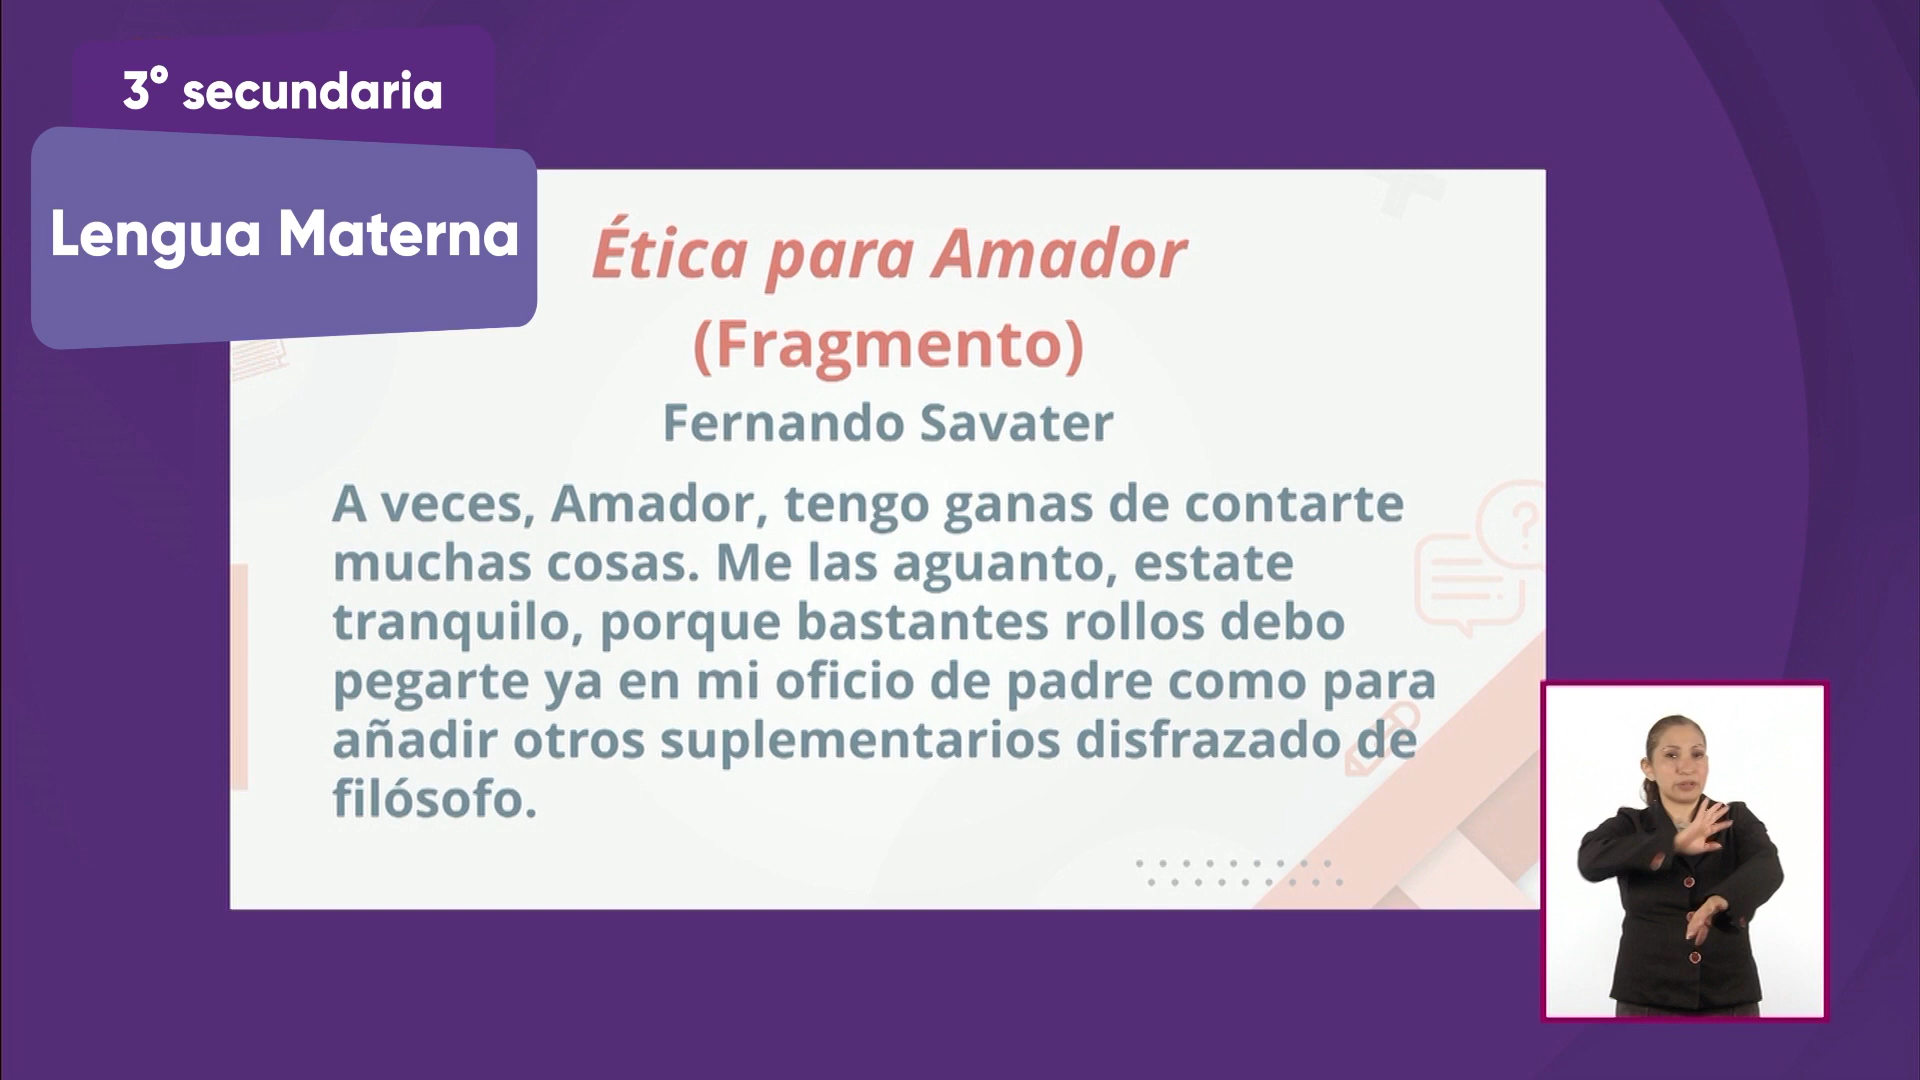 3° secundaria
Lengua Materna
Ética para Amador
(Fragmento)
Fernando Savater
A veces, Amador, tengo ganas de contarte
muchas cosas. Me las aguanto, estate
tranquilo, porque bastantes rollos debo
pegarte ya en mi oficio de padre como para
añadir otros suplementarios disfrazado de
filósofo.